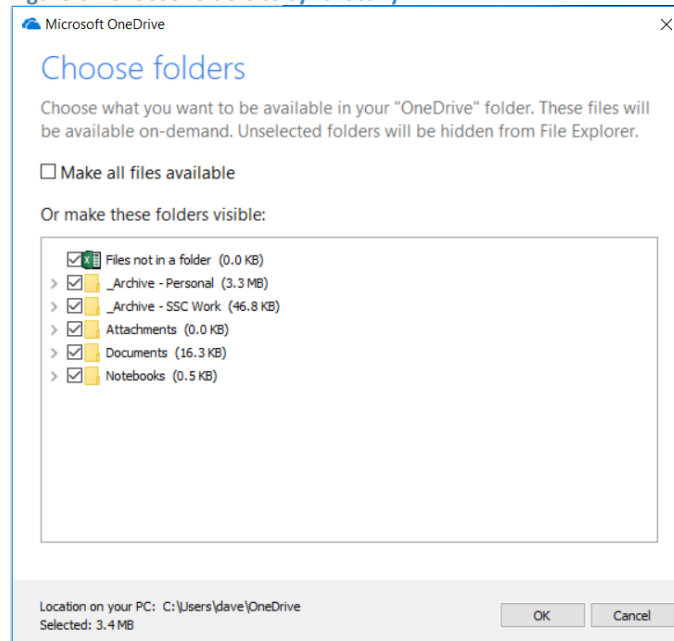 Microsoft OneDrive
Choose folders
Choose what you want to be available in your "OneDrive" folder. These files will
be available on-demand. Unselected folders will be hidden from File Explorer.
Make all files available
Or make these folders visible:
Files not in a folder (0.0 KB)
_Archive - Personal (3.3 MB)
_Archive - SSC Work (46.8 KB)
Attachments (0.0 KB)
Documents (16.3 KB)
Notebooks (0.5 KB)
Location on your PC: C:\Users\dave\OneDrive
Selected: 3.4 MB
OK Cancel